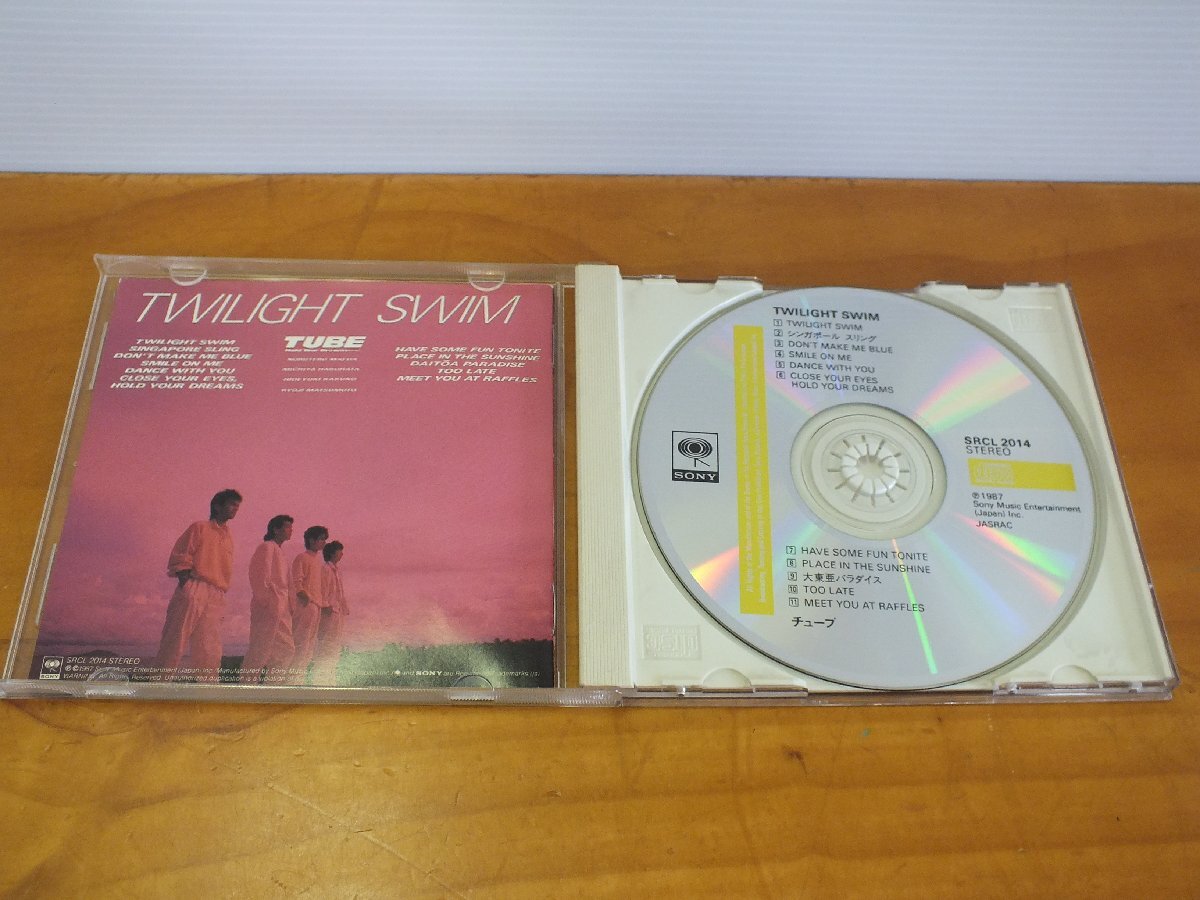 TWILIGHT SWIM
TWILIGHT SWIM
SINGAPORE SLING
DON'T MAKE ME BLUE
SMILE ON ME
DANCE WITH YOU
CLOSE YOUR EYES,
HOLD YOUR DREAMS
TUBE
HAVE SOME FUN TONITE
PLACE IN THE SUNSHINE
DAITŌA PARADISE
TOO LATE
MEET YOU AT RAFFLES
SONY
SRCL 2014 STEREO
TWILIGHT SWIM
1 TWILIGHT SWIM
2 シンガポール スリング
3 DON'T MAKE ME BLUE
4 SMILE ON ME
5 DANCE WITH YOU
6 CLOSE YOUR EYES
HOLD YOUR DREAMS
SONY
SRCL 2014
STEREO
℗1987
Sony Music Entertainment
(Japan) Inc.
JASRAC
7 HAVE SOME FUN TONITE
8 PLACE IN THE SUNSHINE
9 大東亜パラダイス
10 TOO LATE
11 MEET YOU AT RAFFLES
チューブ